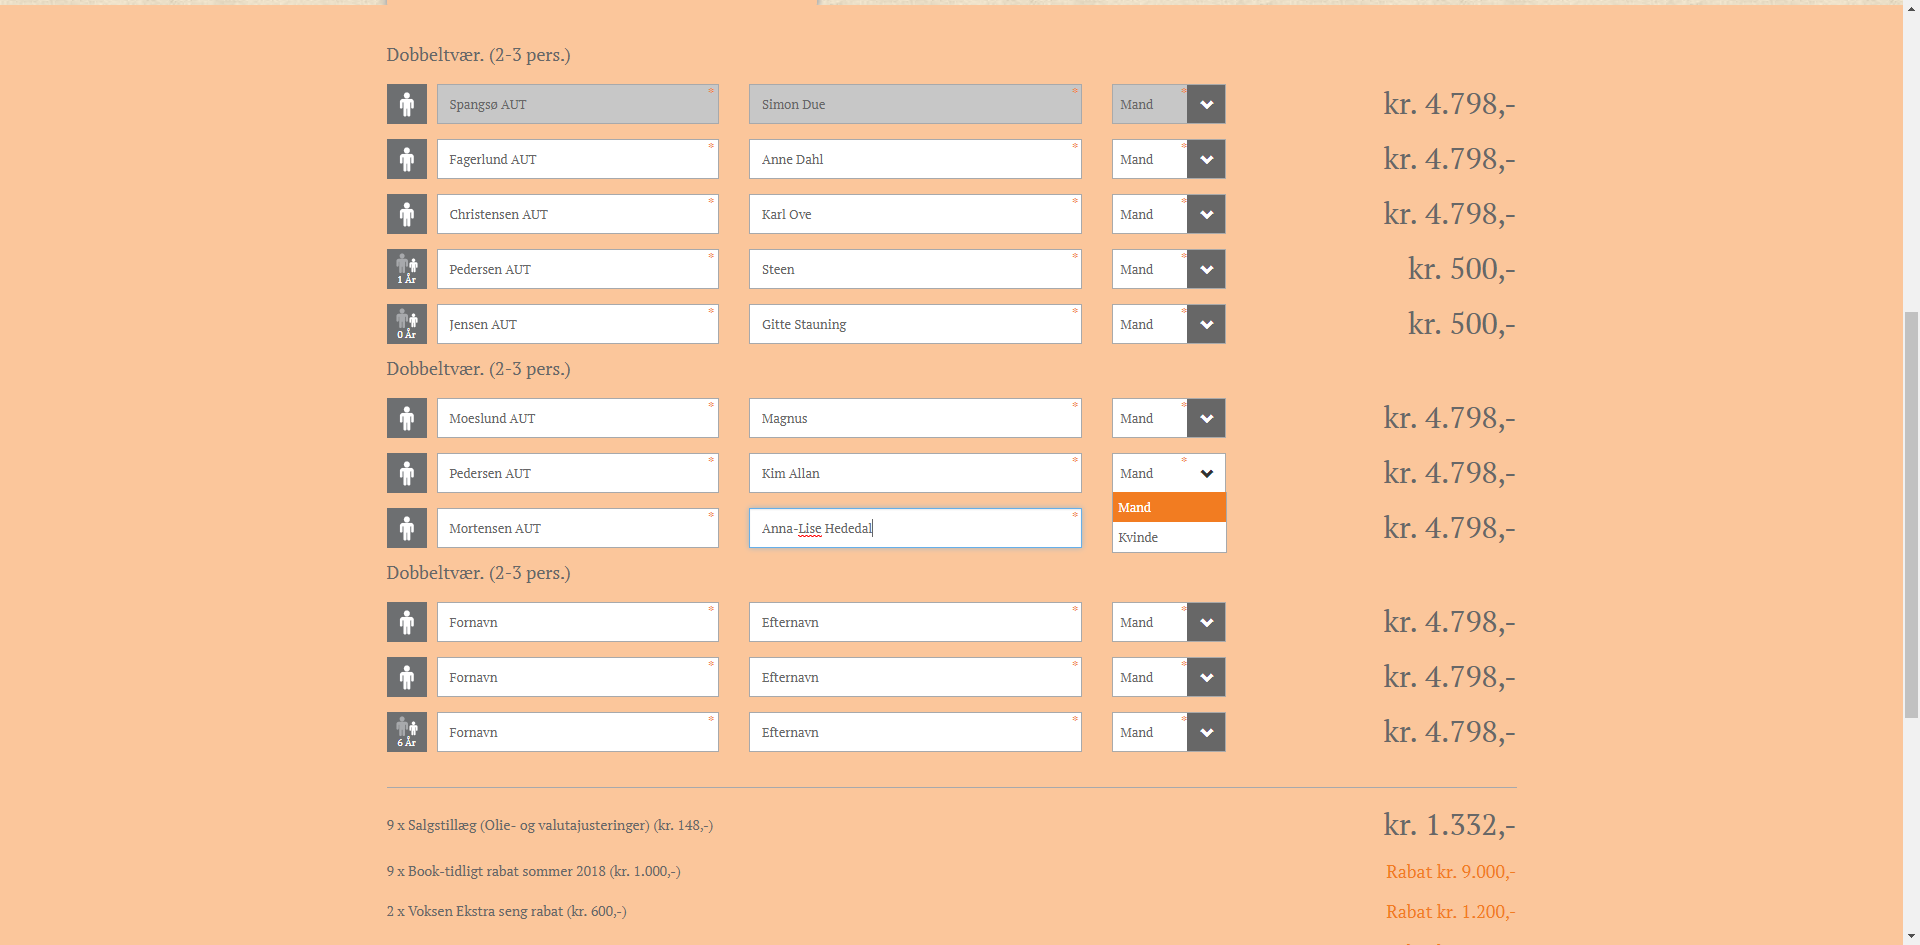 Dobbeltvær. (2-3 pers.)
Spangsø AUT * Simon Due * Mand * kr. 4.798,-
Fagerlund AUT * Anne Dahl * Mand * kr. 4.798,-
Christensen AUT * Karl Ove * Mand * kr. 4.798,-
1 År Pedersen AUT * Steen * Mand * kr. 500,-
0 År Jensen AUT * Gitte Stauning * Mand * kr. 500,-
Dobbeltvær. (2-3 pers.)
Moeslund AUT * Magnus * Mand * kr. 4.798,-
Pedersen AUT * Kim Allan * Mand * kr. 4.798,-
Mand
Mortensen AUT * Anna-Lise Hededal * kr. 4.798,-
Kvinde
Dobbeltvær. (2-3 pers.)
Fornavn * Efternavn * Mand * kr. 4.798,-
Fornavn * Efternavn * Mand * kr. 4.798,-
6 År Fornavn * Efternavn * Mand * kr. 4.798,-
9 x Salgstillæg (Olie- og valutajusteringer) (kr. 148,-) kr. 1.332,-
9 x Book-tidligt rabat sommer 2018 (kr. 1.000,-) Rabat kr. 9.000,-
2 x Voksen Ekstra seng rabat (kr. 600,-) Rabat kr. 1.200,-